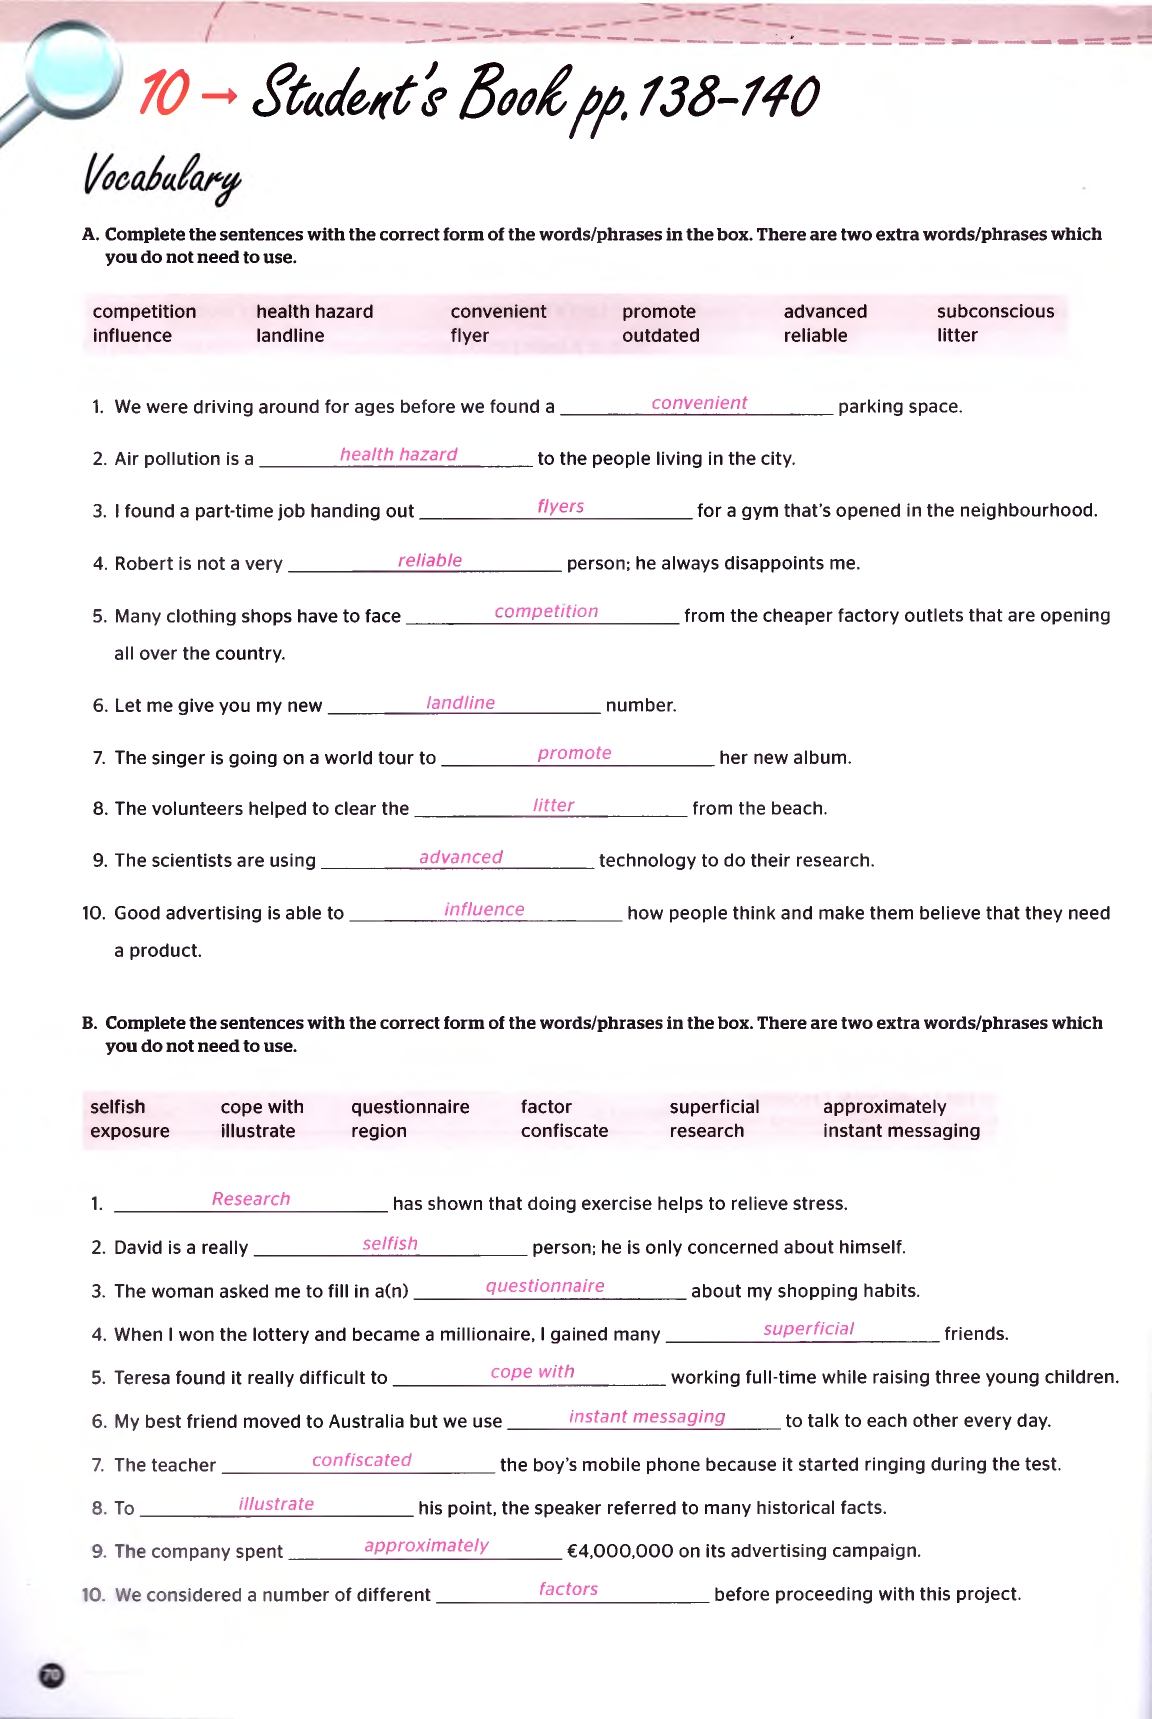 10 → Student's Book pp. 138-140
Vocabulary
A. Complete the sentences with the correct form of the words/phrases in the box. There are two extra words/phrases which
you do not need to use.
competition health hazard convenient promote advanced subconscious
influence landline flyer outdated reliable litter
1. We were driving around for ages before we found a convenient parking space.
2. Air pollution is a health hazard to the people living in the city.
3. I found a part-time job handing out flyers for a gym that's opened in the neighbourhood.
4. Robert is not a very reliable person; he always disappoints me.
5. Many clothing shops have to face competition from the cheaper factory outlets that are opening
all over the country.
6. Let me give you my new landline number.
7. The singer is going on a world tour to promote her new album.
8. The volunteers helped to clear the litter from the beach.
9. The scientists are using advanced technology to do their research.
10. Good advertising is able to influence how people think and make them believe that they need
a product.
B. Complete the sentences with the correct form of the words/phrases in the box. There are two extra words/phrases which
you do not need to use.
selfish cope with questionnaire factor superficial approximately
exposure illustrate region confiscate research instant messaging
1. Research has shown that doing exercise helps to relieve stress.
2. David is a really selfish person; he is only concerned about himself.
3. The woman asked me to fill in a(n) questionnaire about my shopping habits.
4. When I won the lottery and became a millionaire, I gained many superficial friends.
5. Teresa found it really difficult to cope with working full-time while raising three young children.
6. My best friend moved to Australia but we use instant messaging to talk to each other every day.
7. The teacher confiscated the boy's mobile phone because it started ringing during the test.
8. To illustrate his point, the speaker referred to many historical facts.
9. The company spent approximately €4,000,000 on its advertising campaign.
10. We considered a number of different factors before proceeding with this project.
70